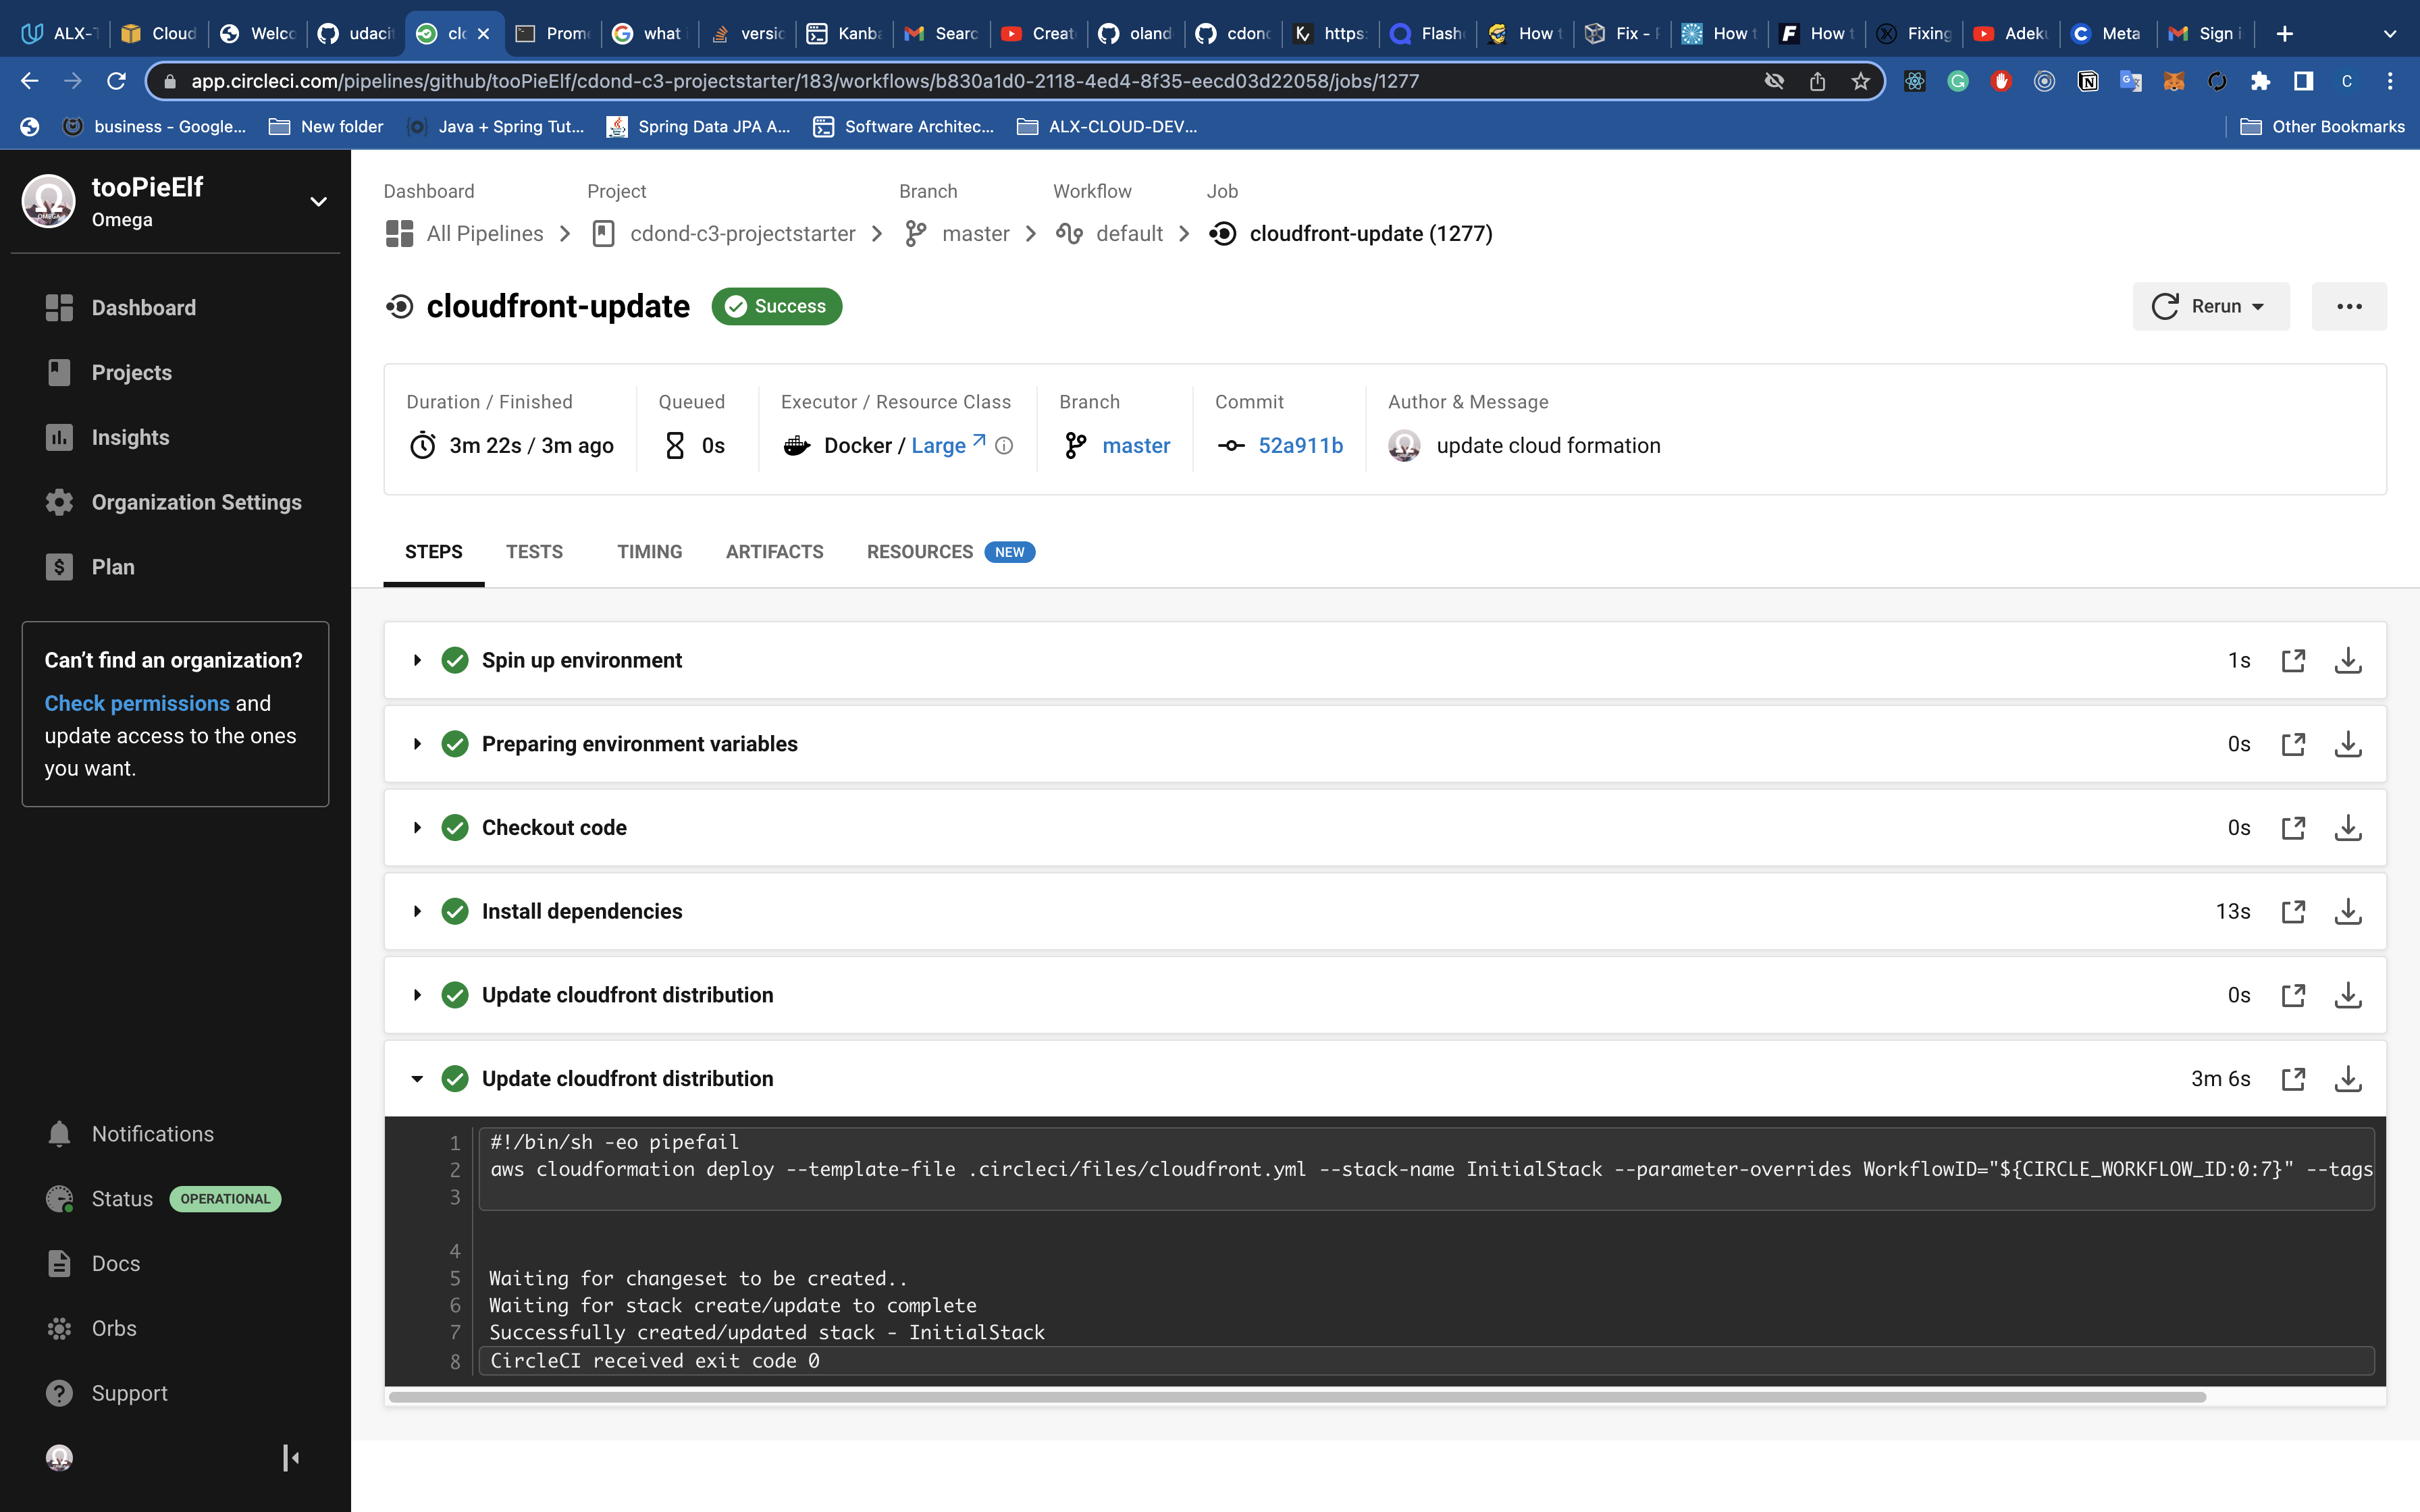 ALX-T
Cloud
Welco
udacit
clo
Prome
what i
versio
Kanba
Searc
Create
oland
cdond
https:
Flash
How t
Fix - F
How t
How t
Fixing
Adeku
Meta
Sign i
app.circleci.com/pipelines/github/tooPieElf/cdond-c3-projectstarter/183/workflows/b830a1d0-2118-4ed4-8f35-eecd03d22058/jobs/1277
C
business - Google...
New folder
Java + Spring Tut...
Spring Data JPA A...
Software Architec...
ALX-CLOUD-DEV...
Other Bookmarks
tooPieElf
Omega
Dashboard
Projects
Insights
Organization Settings
Plan
Can't find an organization?
Check permissions and
update access to the ones
you want.
Notifications
Status OPERATIONAL
Docs
Orbs
Support
Dashboard Project Branch Workflow Job
All Pipelines cdond-c3-projectstarter master default cloudfront-update (1277)
cloudfront-update Success
Rerun
Duration / Finished Queued Executor / Resource Class Branch Commit Author & Message
3m 22s / 3m ago 0s Docker / Large master 52a911b update cloud formation
STEPS TESTS TIMING ARTIFACTS RESOURCES NEW
Spin up environment 1s
Preparing environment variables 0s
Checkout code 0s
Install dependencies 13s
Update cloudfront distribution 0s
Update cloudfront distribution 3m 6s
1 #!/bin/sh -eo pipefail
2 aws cloudformation deploy --template-file .circleci/files/cloudfront.yml --stack-name InitialStack --parameter-overrides WorkflowID="${CIRCLE_WORKFLOW_ID:0:7}" --tags
3
4
5 Waiting for changeset to be created..
6 Waiting for stack create/update to complete
7 Successfully created/updated stack - InitialStack
8 CircleCI received exit code 0